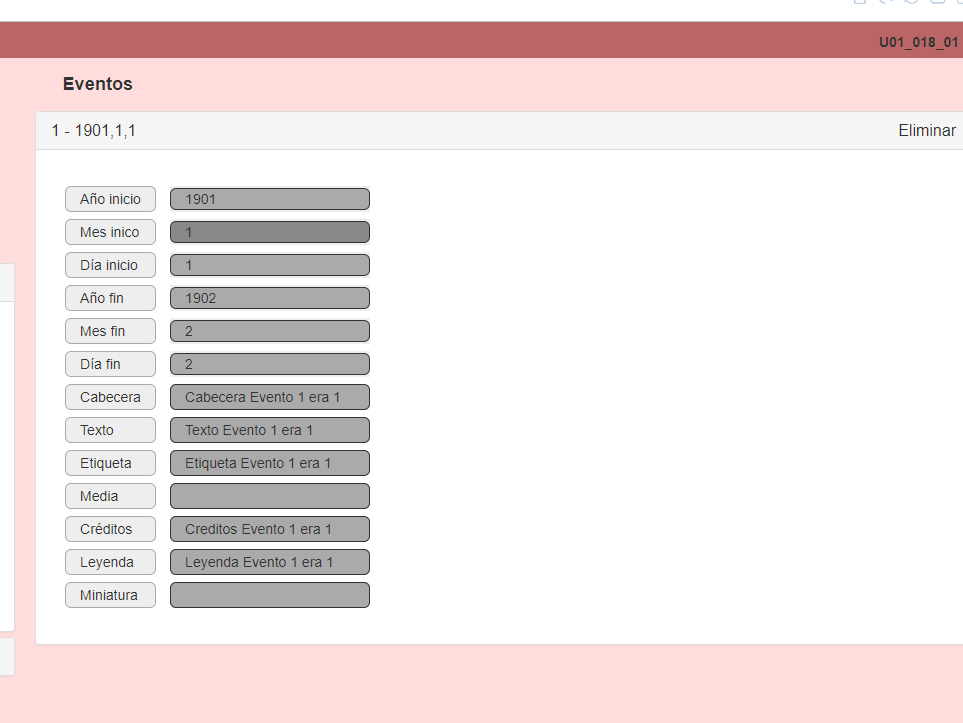 U01_018_01
Eventos
1 - 1901,1,1 Eliminar
Año inicio 1901
Mes inico 1
Día inicio 1
Año fin 1902
Mes fin 2
Día fin 2
Cabecera Cabecera Evento 1 era 1
Texto Texto Evento 1 era 1
Etiqueta Etiqueta Evento 1 era 1
Media
Créditos Creditos Evento 1 era 1
Leyenda Leyenda Evento 1 era 1
Miniatura